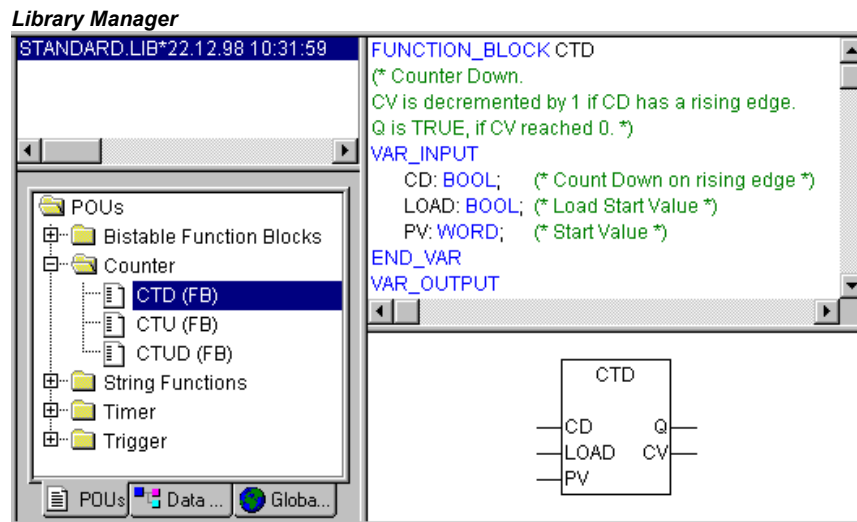 Library Manager
STANDARD.LIB*22.12.98 10:31:59
POUs
Bistable Function Blocks
Counter
CTD (FB)
CTU (FB)
CTUD (FB)
String Functions
Timer
Trigger
POUs Data ... Globa...
FUNCTION_BLOCK CTD
(* Counter Down.
CV is decremented by 1 if CD has a rising edge.
Q is TRUE, if CV reached 0. *)
VAR_INPUT
CD: BOOL; (* Count Down on rising edge *)
LOAD: BOOL; (* Load Start Value *)
PV: WORD; (* Start Value *)
END_VAR
VAR_OUTPUT
CTD
CD Q
LOAD CV
PV